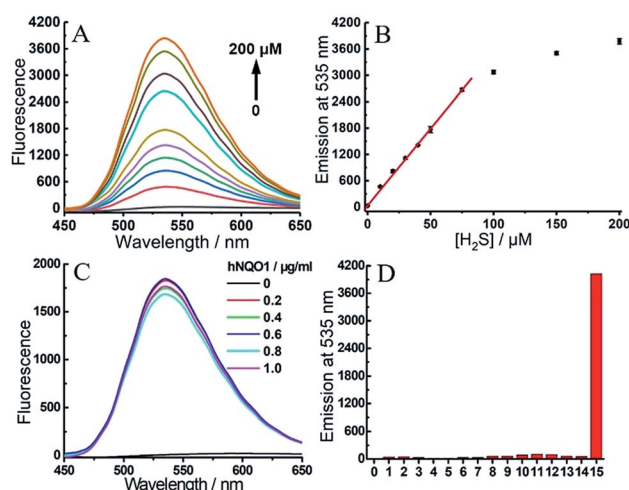 A
200 µM
0
Fluorescence
4200
3600
3000
2400
1800
1200
600
0
450 500 550 600 650
Wavelength / nm
B
Emission at 535 nm
4200
3600
3000
2400
1800
1200
600
0
0 50 100 150 200
[H₂S] / µM
C
hNQO1 / µg/ml
0
0.2
0.4
0.6
0.8
1.0
Fluorescence
2000
1500
1000
500
0
450 500 550 600 650
Wavelength / nm
D
Emission at 535 nm
4200
3600
3000
2400
1800
1200
600
0
0 1 2 3 4 5 6 7 8 9 10 11 12 13 14 15